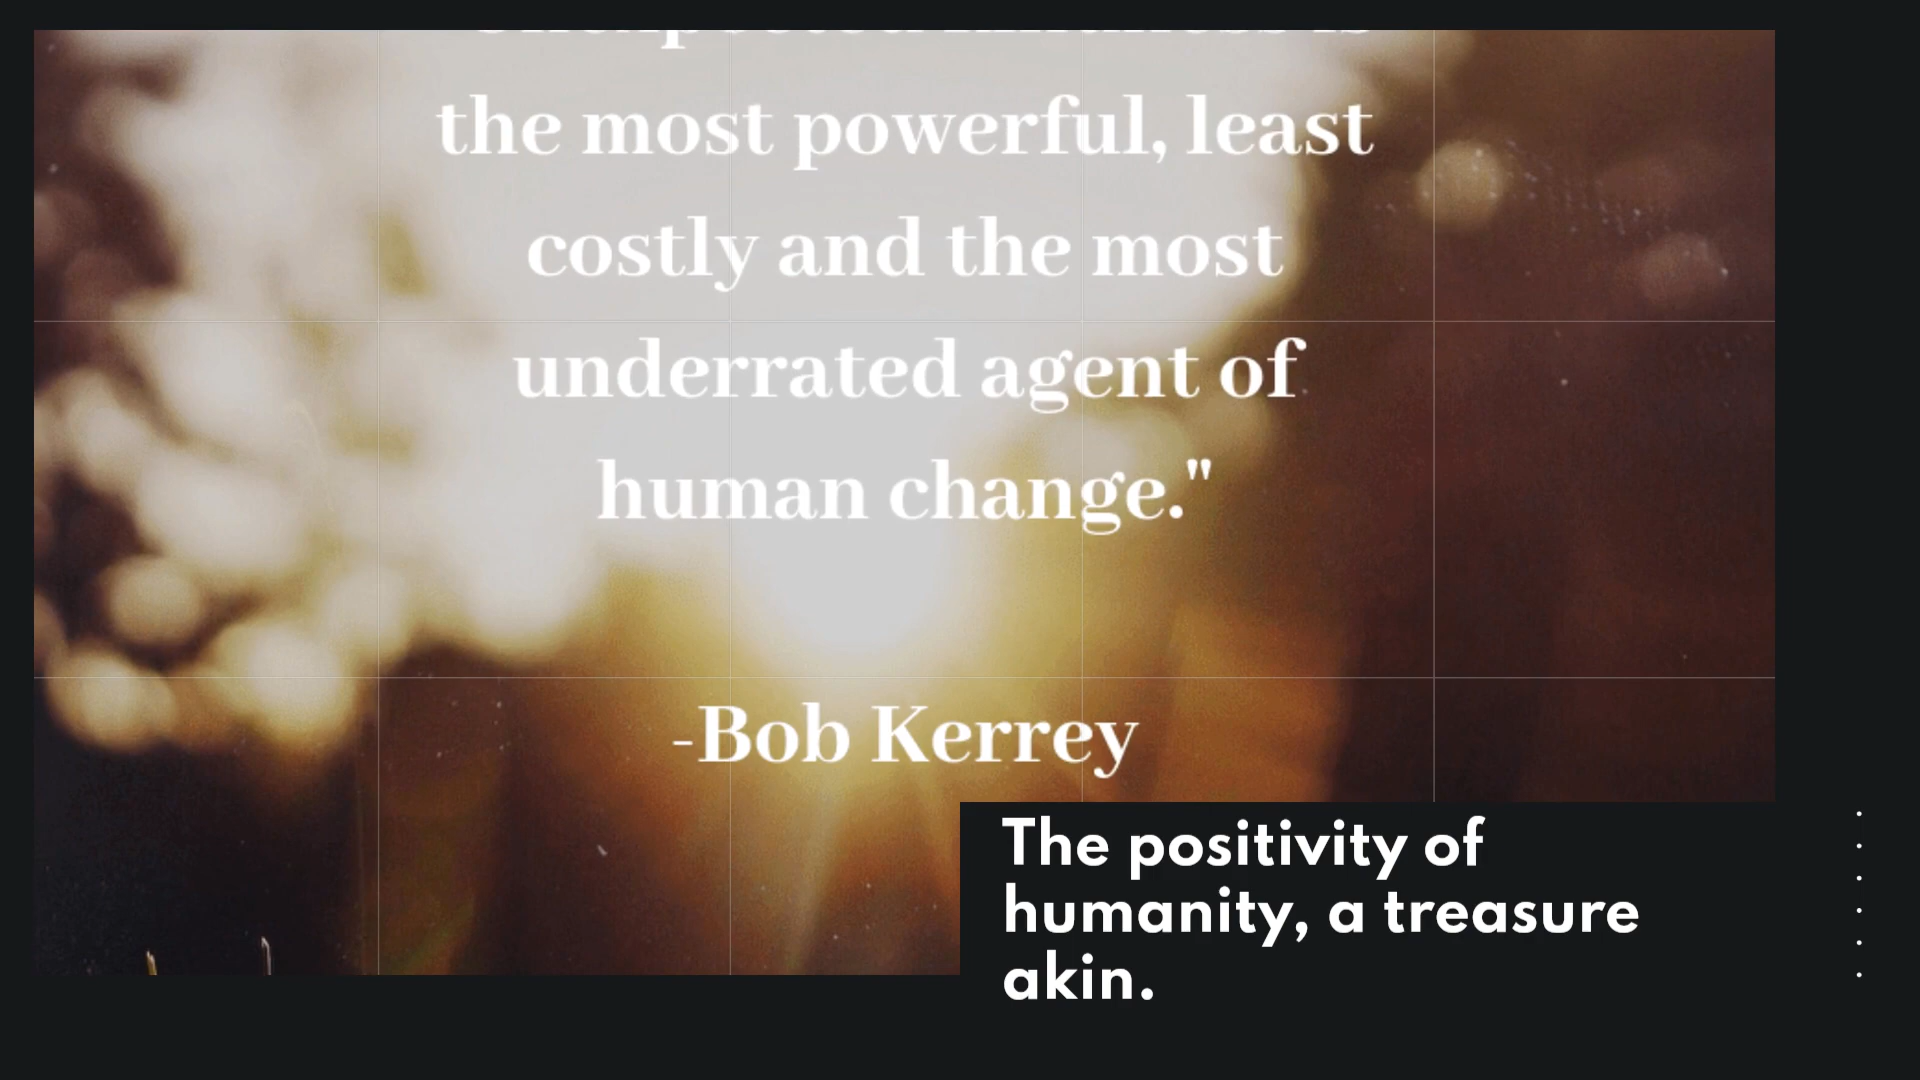 the most powerful, least
costly and the most
underrated agent of
human change."
-Bob Kerrey
The positivity of
humanity, a treasure
akin.